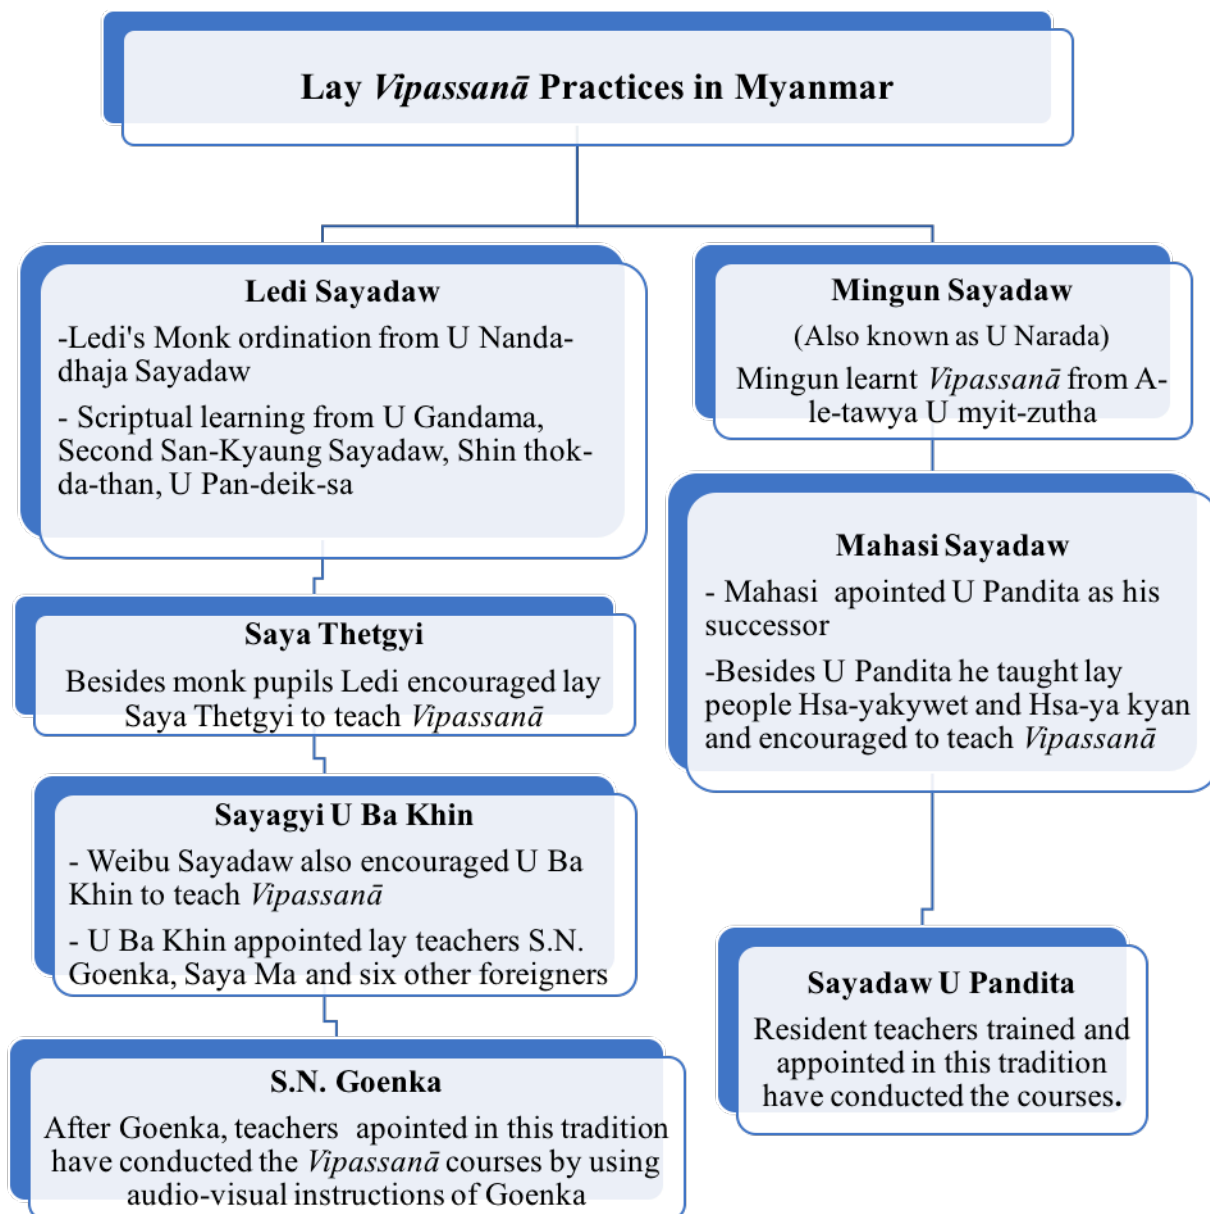 Lay Vipassanā Practices in Myanmar
Ledi Sayadaw
-Ledi's Monk ordination from U Nanda-
dhaja Sayadaw
- Scriptual learning from U Gandama,
Second San-Kyaung Sayadaw, Shin thok-
da-than, U Pan-deik-sa
Saya Thetgyi
Besides monk pupils Ledi encouraged lay
Saya Thetgyi to teach Vipassanā
Sayagyi U Ba Khin
- Weibu Sayadaw also encouraged U Ba
Khin to teach Vipassanā
- U Ba Khin appointed lay teachers S.N.
Goenka, Saya Ma and six other foreigners
S.N. Goenka
After Goenka, teachers apointed in this tradition
have conducted the Vipassanā courses by using
audio-visual instructions of Goenka
Mingun Sayadaw
(Also known as U Narada)
Mingun learnt Vipassanā from A-
le-tawya U myit-zutha
Mahasi Sayadaw
- Mahasi apointed U Pandita as his
successor
-Besides U Pandita he taught lay
people Hsa-yakywet and Hsa-ya kyan
and encouraged to teach Vipassanā
Sayadaw U Pandita
Resident teachers trained and
appointed in this tradition
have conducted the courses.